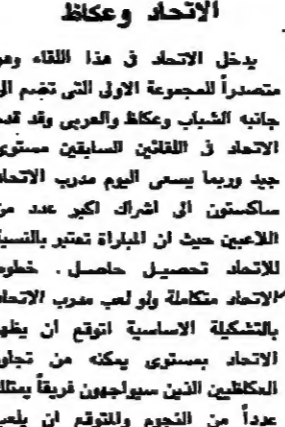 الاتحاد وعكاظ
يدخل الاتحاد في هذا اللقاء وهو
متصدراً للمجموعة الاولى التي تضم الى
جانبه الشباب وعكاظ والعربي وقد قدم
الاتحاد في اللقائين السابقين مستوى
جيد وربما يسعى اليوم مدرب الاتحاد
ساكستون الى اشراك اكبر عدد من
اللاعبين حيث ان المباراة تعتبر بالنسبة
للاتحاد تحصيل حاصل . خطوط
الاتحاد متكاملة ولو لعب مدرب الاتحاد
بالتشكيلة الاساسية اتوقع ان يظهر
الاتحاد بمستوى يمكنه من تجاوز
العكاظيين الذين سيواجهون فريقاً يمتلك
عدداً من النجوم والمتوقع ان يلعب